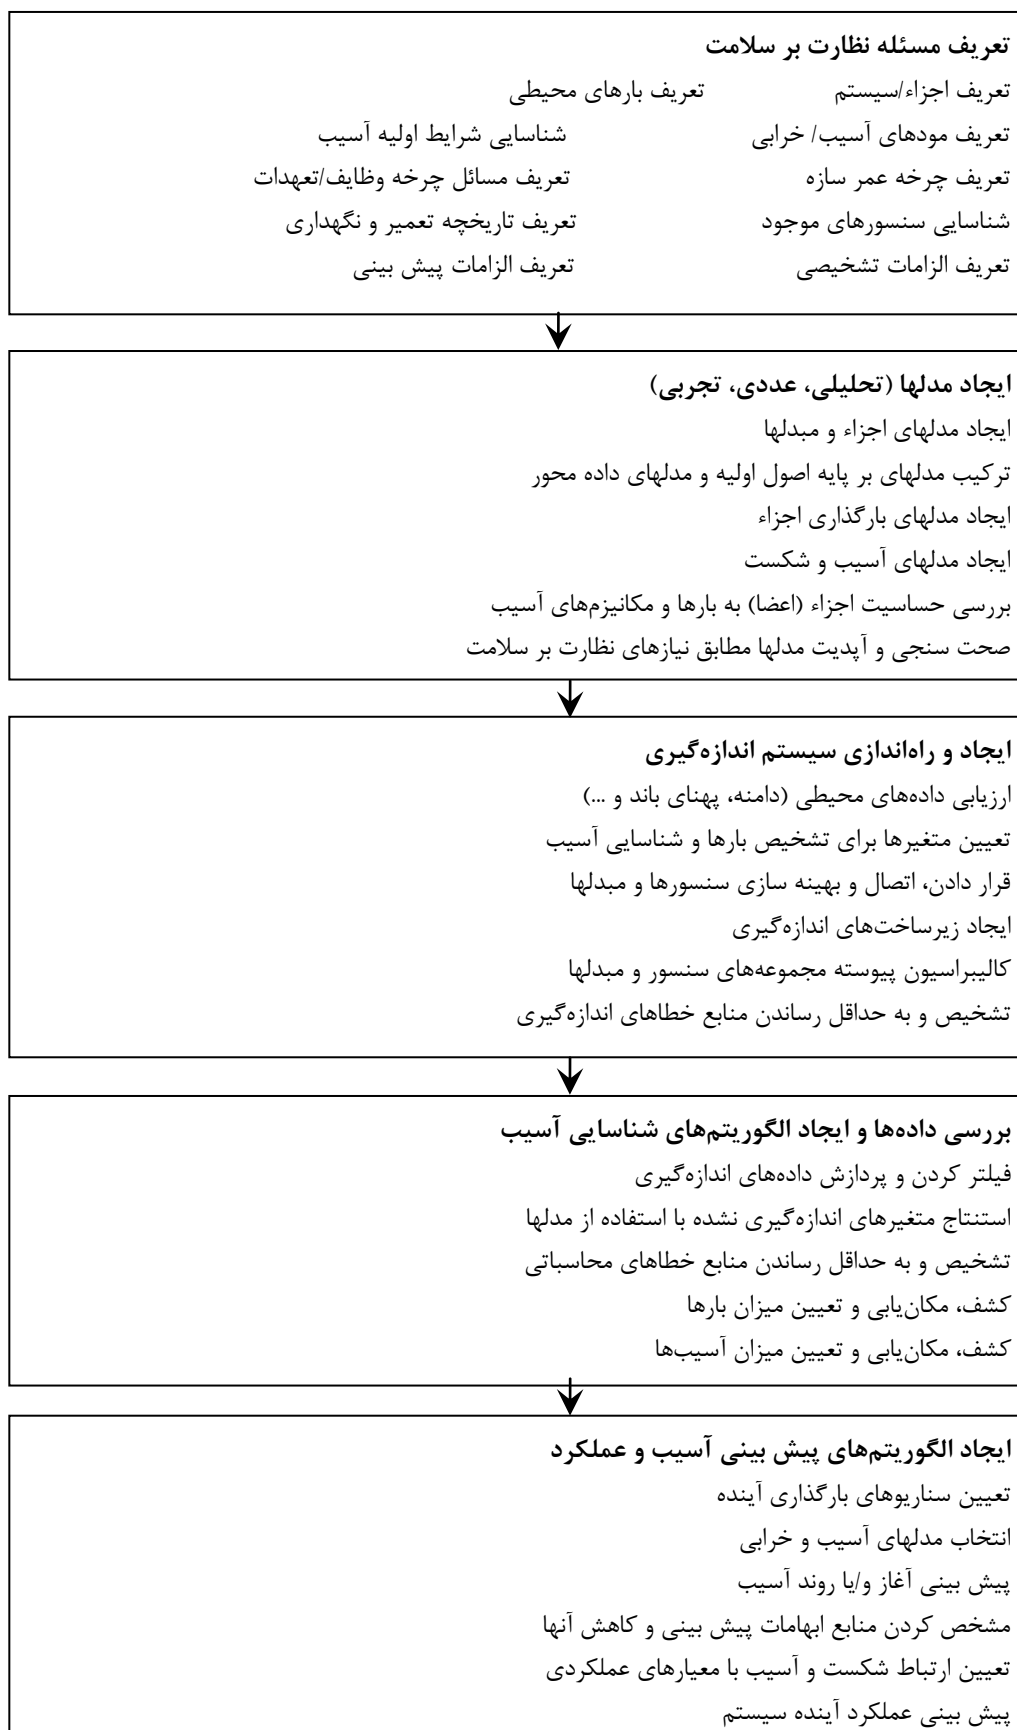 تعریف مسئله نظارت بر سلامت
تعریف اجزاء/سیستم تعریف بارهای محیطی
تعریف مودهای آسیب/ خرابی شناسایی شرایط اولیه آسیب
تعریف چرخه عمر سازه تعریف مسائل چرخه وظایف/تعهدات
شناسایی سنسورهای موجود تعریف تاریخچه تعمیر و نگهداری
تعریف الزامات تشخیصی تعریف الزامات پیش بینی
ایجاد مدلها (تحلیلی، عددی، تجربی)
ایجاد مدلهای اجزاء و مبدلها
ترکیب مدلهای بر پایه اصول اولیه و مدلهای داده محور
ایجاد مدلهای بارگذاری اجزاء
ایجاد مدلهای آسیب و شکست
بررسی حساسیت اجزاء (اعضا) به بارها و مکانیزم‌های آسیب
صحت سنجی و آپدیت مدلها مطابق نیازهای نظارت بر سلامت
ایجاد و راه‌اندازی سیستم اندازه‌گیری
ارزیابی داده‌های محیطی (دامنه، پهنای باند و ...)
تعیین متغیرها برای تشخیص بارها و شناسایی آسیب
قرار دادن، اتصال و بهینه سازی سنسورها و مبدلها
ایجاد زیرساخت‌های اندازه‌گیری
کالیبراسیون پیوسته مجموعه‌های سنسور و مبدلها
تشخیص و به حداقل رساندن منابع خطاهای اندازه‌گیری
بررسی داده‌ها و ایجاد الگوریتم‌های شناسایی آسیب
فیلتر کردن و پردازش داده‌های اندازه‌گیری
استنتاج متغیرهای اندازه‌گیری نشده با استفاده از مدلها
تشخیص و به حداقل رساندن منابع خطاهای محاسباتی
کشف، مکان‌یابی و تعیین میزان بارها
کشف، مکان‌یابی و تعیین میزان آسیب‌ها
ایجاد الگوریتم‌های پیش بینی آسیب و عملکرد
تعیین سناریوهای بارگذاری آینده
انتخاب مدلهای آسیب و خرابی
پیش بینی آغاز و/یا روند آسیب
مشخص کردن منابع ابهامات پیش بینی و کاهش آنها
تعیین ارتباط شکست و آسیب با معیارهای عملکردی
پیش بینی عملکرد آینده سیستم